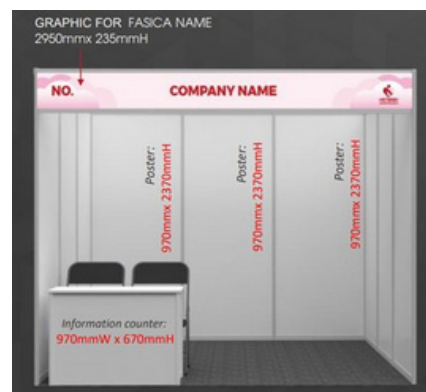 GRAPHIC FOR FASICA NAME
2950mmx 235mmH
NO.
COMPANY NAME
Poster:
970mmx 2370mmH
Poster:
970mmx 2370mmH
Poster:
970mmx 2370mmH
Information counter:
970mmW x 670mmH